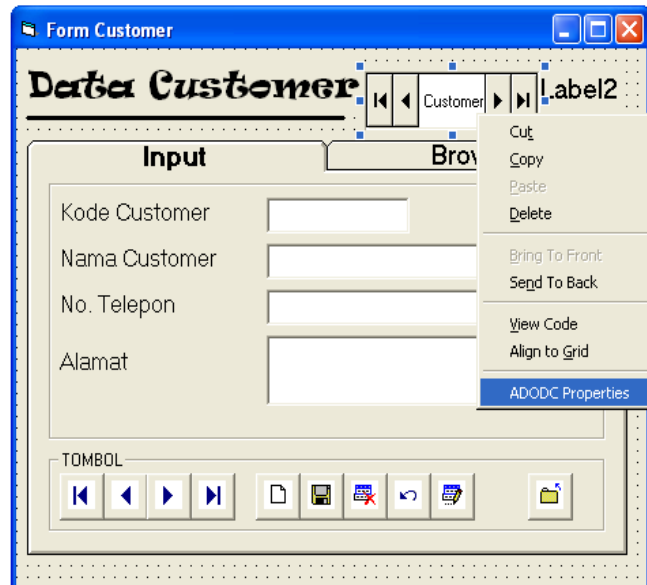 Form Customer
Data Customer
Customer
Label2
Input
Brov
Cut
Copy
Paste
Delete
Bring To Front
Send To Back
View Code
Align to Grid
ADODC Properties
Kode Customer
Nama Customer
No. Telepon
Alamat
TOMBOL